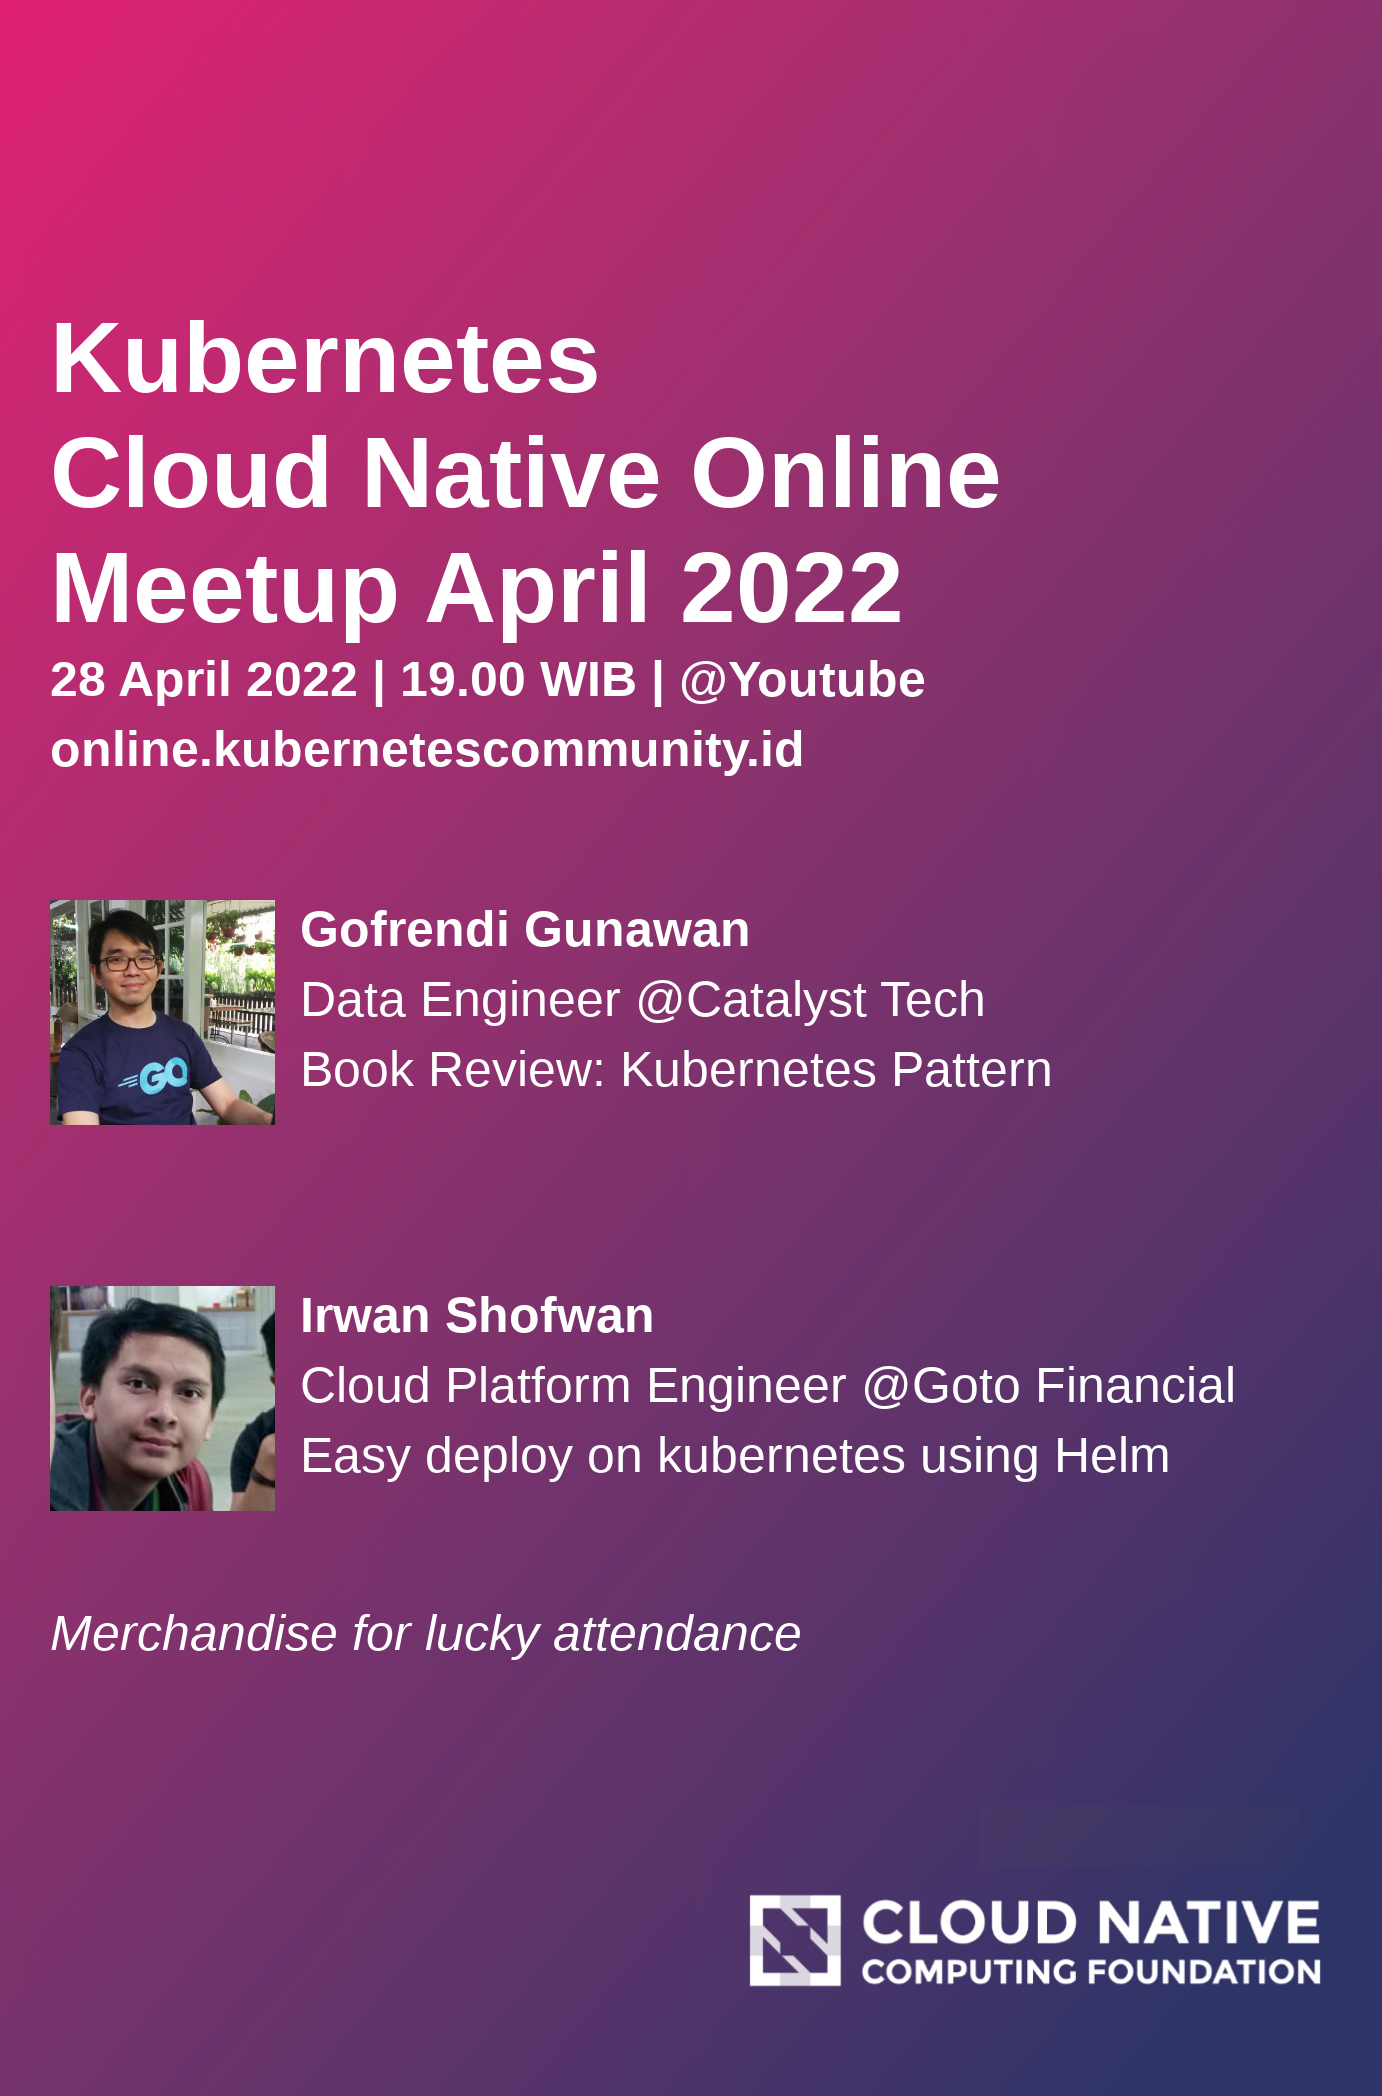 Kubernetes
Cloud Native Online
Meetup April 2022
28 April 2022 | 19.00 WIB | @Youtube
online.kubernetescommunity.id
Gofrendi Gunawan
Data Engineer @Catalyst Tech
Book Review: Kubernetes Pattern
GO
Irwan Shofwan
Cloud Platform Engineer @Goto Financial
Easy deploy on kubernetes using Helm
Merchandise for lucky attendance
CLOUD NATIVE
COMPUTING FOUNDATION